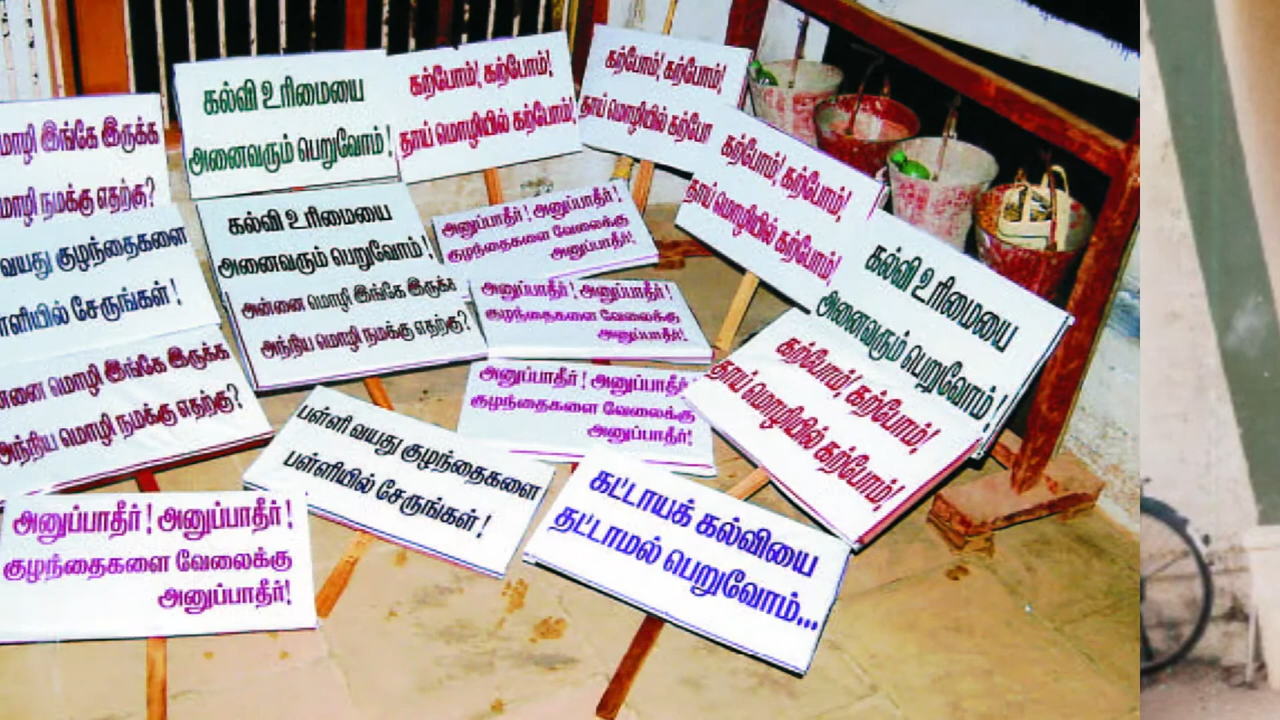 மொழி இங்கே இருக்க
மொழி நமக்கு எதற்கு?
வயது குழந்தைகளை
சேருங்கள் !
மொழி இங்கே இருக்க
அந்நிய மொழி நமக்கு எதற்கு?
அனுப்பாதீர் ! அனுப்பாதீர் !
குழந்தைகளை வேலைக்கு
அனுப்பாதீர்!
கல்வி உரிமையை
அனைவரும் பெறுவோம் !
கல்வி உரிமையை
அனைவரும் பெறுவோம் !
அன்னை மொழி இங்கே இருக்க
அந்நிய மொழி நமக்கு எதற்கு?
பள்ளி வயது குழந்தைகளை
பள்ளியில் சேருங்கள் !
கற்போம்! கற்போம்!
தாய் மொழியில் கற்போம்!
அனுப்பாதீர் ! அனுப்பாதீர் !
குழந்தைகளை வேலைக்கு
அனுப்பாதீர்!
அனுப்பாதீர் ! அனுப்பாதீர் !
குழந்தைகளை வேலைக்கு
அனுப்பாதீர்!
அனுப்பாதீர் ! அனுப்பாதீர்
குழந்தைகளை வேலைக்கு
அனுப்பாதீர்!
கட்டாயக் கல்வியை
தட்டாமல் பெறுவோம்...
கற்போம்! கற்போம்!
தாய் மொழியில் கற்போ
கற்போம்! கற்போம்!
தாய் மொழியில் கற்போம்!
கல்வி உரிமையை
அனைவரும் பெறுவோம் !
கற்போம்! கற்போம்!
தாய் மொழியில் கற்போம்!